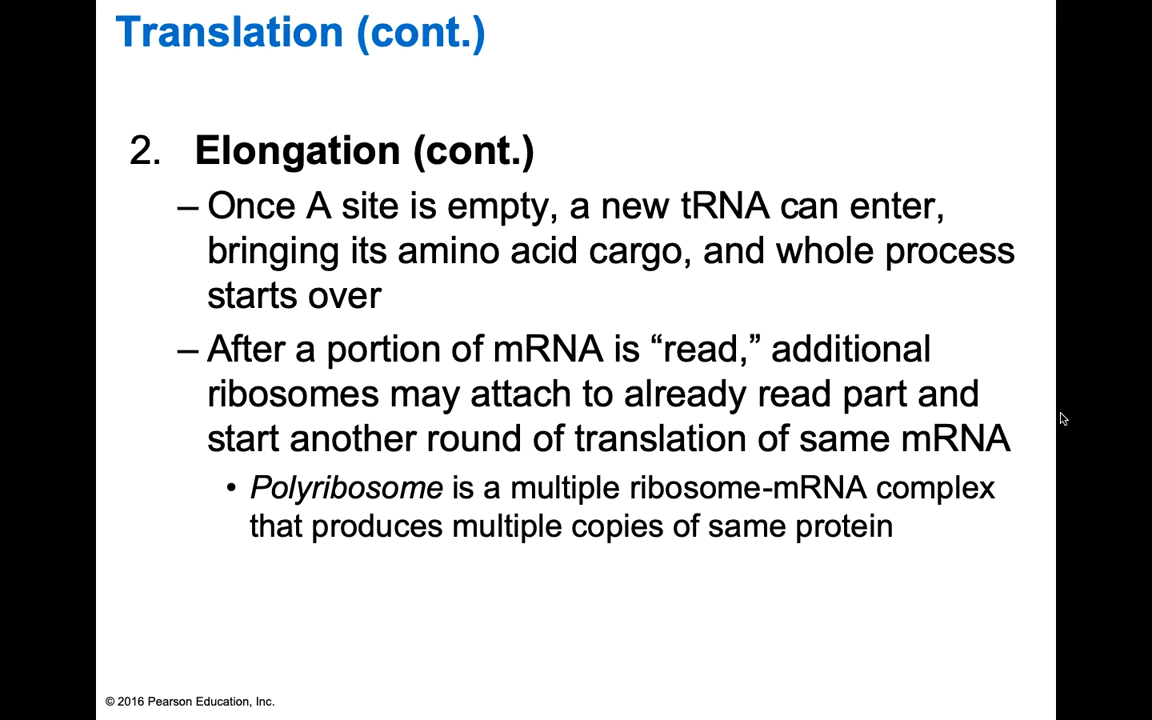 Translation (cont.)
2. Elongation (cont.)
– Once A site is empty, a new tRNA can enter,
bringing its amino acid cargo, and whole process
starts over
– After a portion of mRNA is “read,” additional
ribosomes may attach to already read part and
start another round of translation of same mRNA
• Polyribosome is a multiple ribosome-mRNA complex
that produces multiple copies of same protein
© 2016 Pearson Education, Inc.